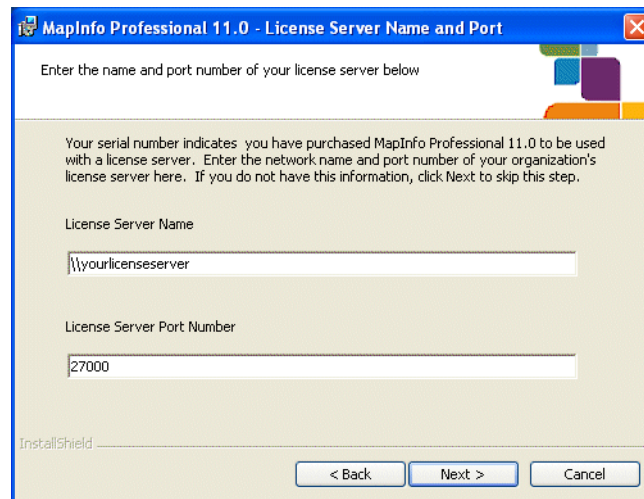 MapInfo Professional 11.0 - License Server Name and Port
Enter the name and port number of your license server below
Your serial number indicates  you have purchased MapInfo Professional 11.0 to be used
with a license server.  Enter the network name and port number of your organization's
license server here.  If you do not have this information, click Next to skip this step.
License Server Name
\\yourlicenseserver
License Server Port Number
27000
InstallShield
< Back
Next >
Cancel